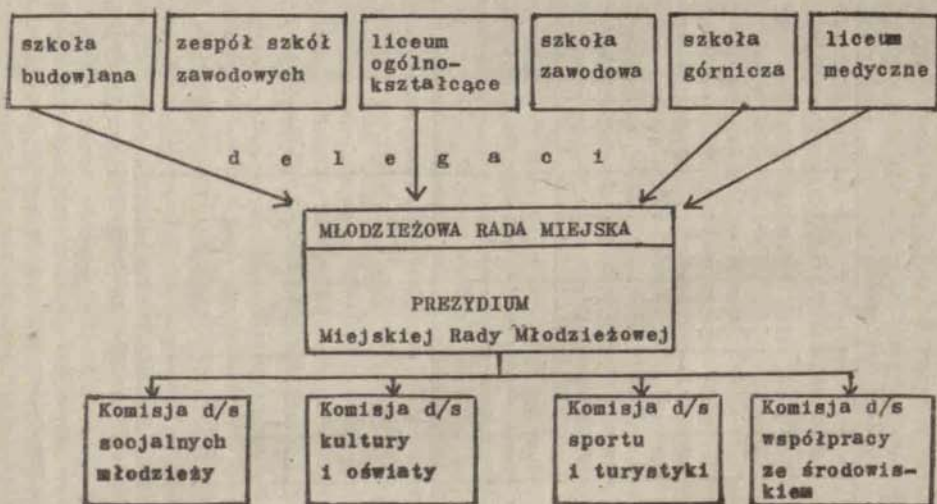 szkoła
budowlana
zespół szkół
zawodowych
liceum
ogólno-
kształcące
szkoła
zawodowa
szkoła
górnicza
liceum
medyczne
d e l e g a c i
MŁODZIEŻOWA RADA MIEJSKA
PREZYDIUM
Miejskiej Rady Młodzieżowej
Komisja d/s
socjalnych
młodzieży
Komisja d/s
kultury
i oświaty
Komisja d/s
sportu
i turystyki
Komisja d/s
współpracy
ze środowis-
kiem